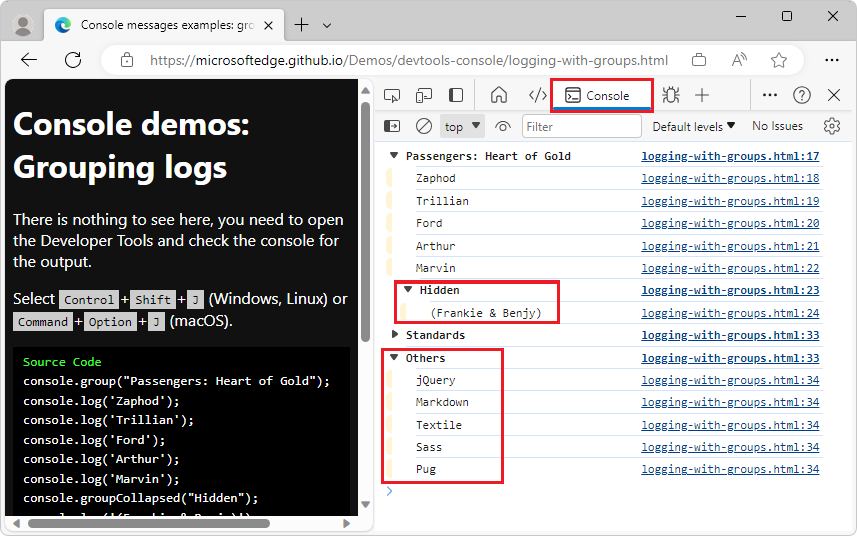 Console messages examples: gro
https://microsoftedge.github.io/Demos/devtools-console/logging-with-groups.html
Console demos:
Grouping logs
There is nothing to see here, you need to open
the Developer Tools and check the console for
the output.
Select Control + Shift + J (Windows, Linux) or
Command + Option + J (macOS).
Source Code
console.group("Passengers: Heart of Gold");
console.log('Zaphod');
console.log('Trillian');
console.log('Ford');
console.log('Arthur');
console.log('Marvin');
console.groupCollapsed("Hidden");
Console
top Filter Default levels No Issues
Passengers: Heart of Gold logging-with-groups.html:17
Zaphod logging-with-groups.html:18
Trillian logging-with-groups.html:19
Ford logging-with-groups.html:20
Arthur logging-with-groups.html:21
Marvin logging-with-groups.html:22
Hidden logging-with-groups.html:23
(Frankie & Benjy) logging-with-groups.html:24
Standards logging-with-groups.html:33
Others logging-with-groups.html:33
jQuery logging-with-groups.html:34
Markdown logging-with-groups.html:34
Textile logging-with-groups.html:34
Sass logging-with-groups.html:34
Pug logging-with-groups.html:34